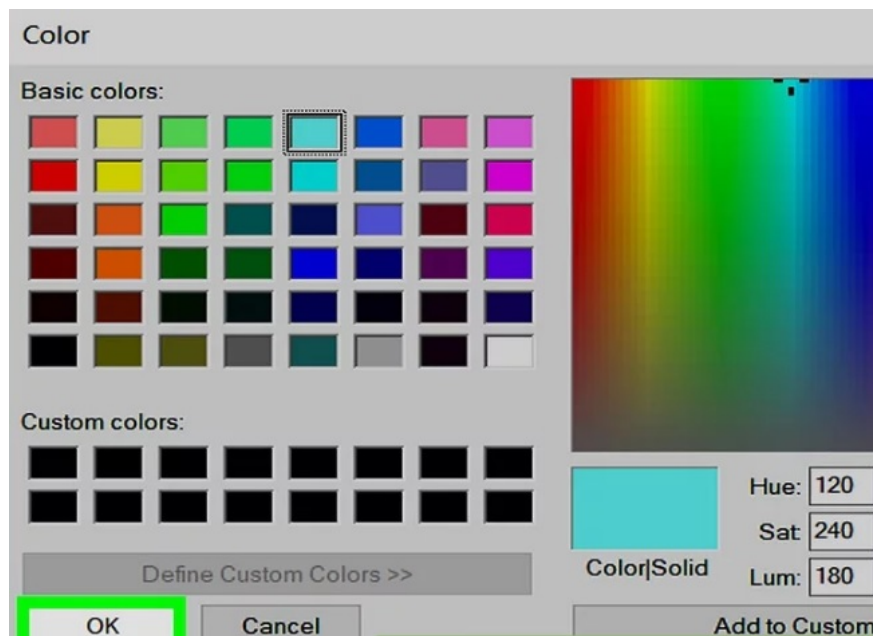 Color
Basic colors:
Custom colors:
Define Custom Colors >>
OK
Cancel
Color|Solid
Hue: 120
Sat: 240
Lum: 180
Add to Custom